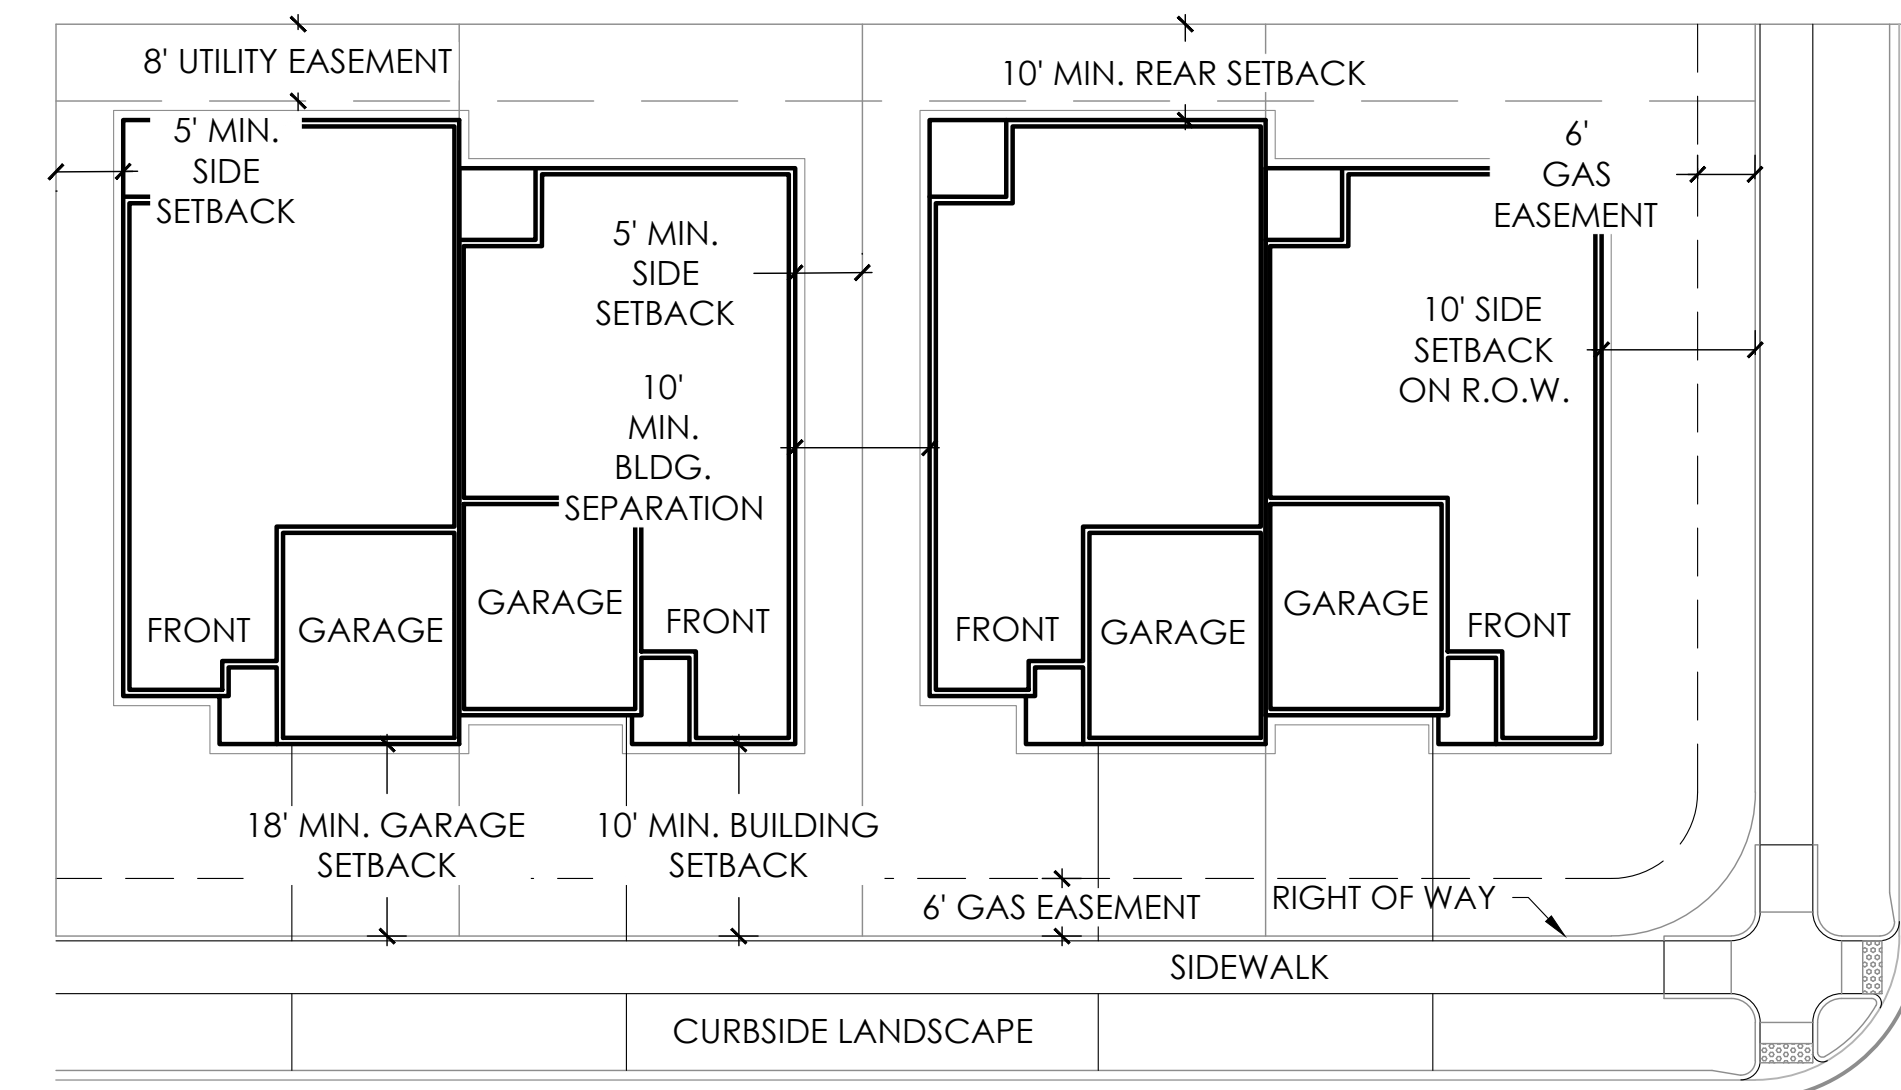 8' UTILITY EASEMENT
10' MIN. REAR SETBACK
5' MIN.
SIDE
SETBACK
6'
GAS
EASEMENT
5' MIN.
SIDE
SETBACK
10' SIDE
SETBACK
ON R.O.W.
10'
MIN.
BLDG.
SEPARATION
FRONT
GARAGE
GARAGE
FRONT
FRONT
GARAGE
GARAGE
FRONT
18' MIN. GARAGE
SETBACK
10' MIN. BUILDING
SETBACK
6' GAS EASEMENT
RIGHT OF WAY
SIDEWALK
CURBSIDE LANDSCAPE